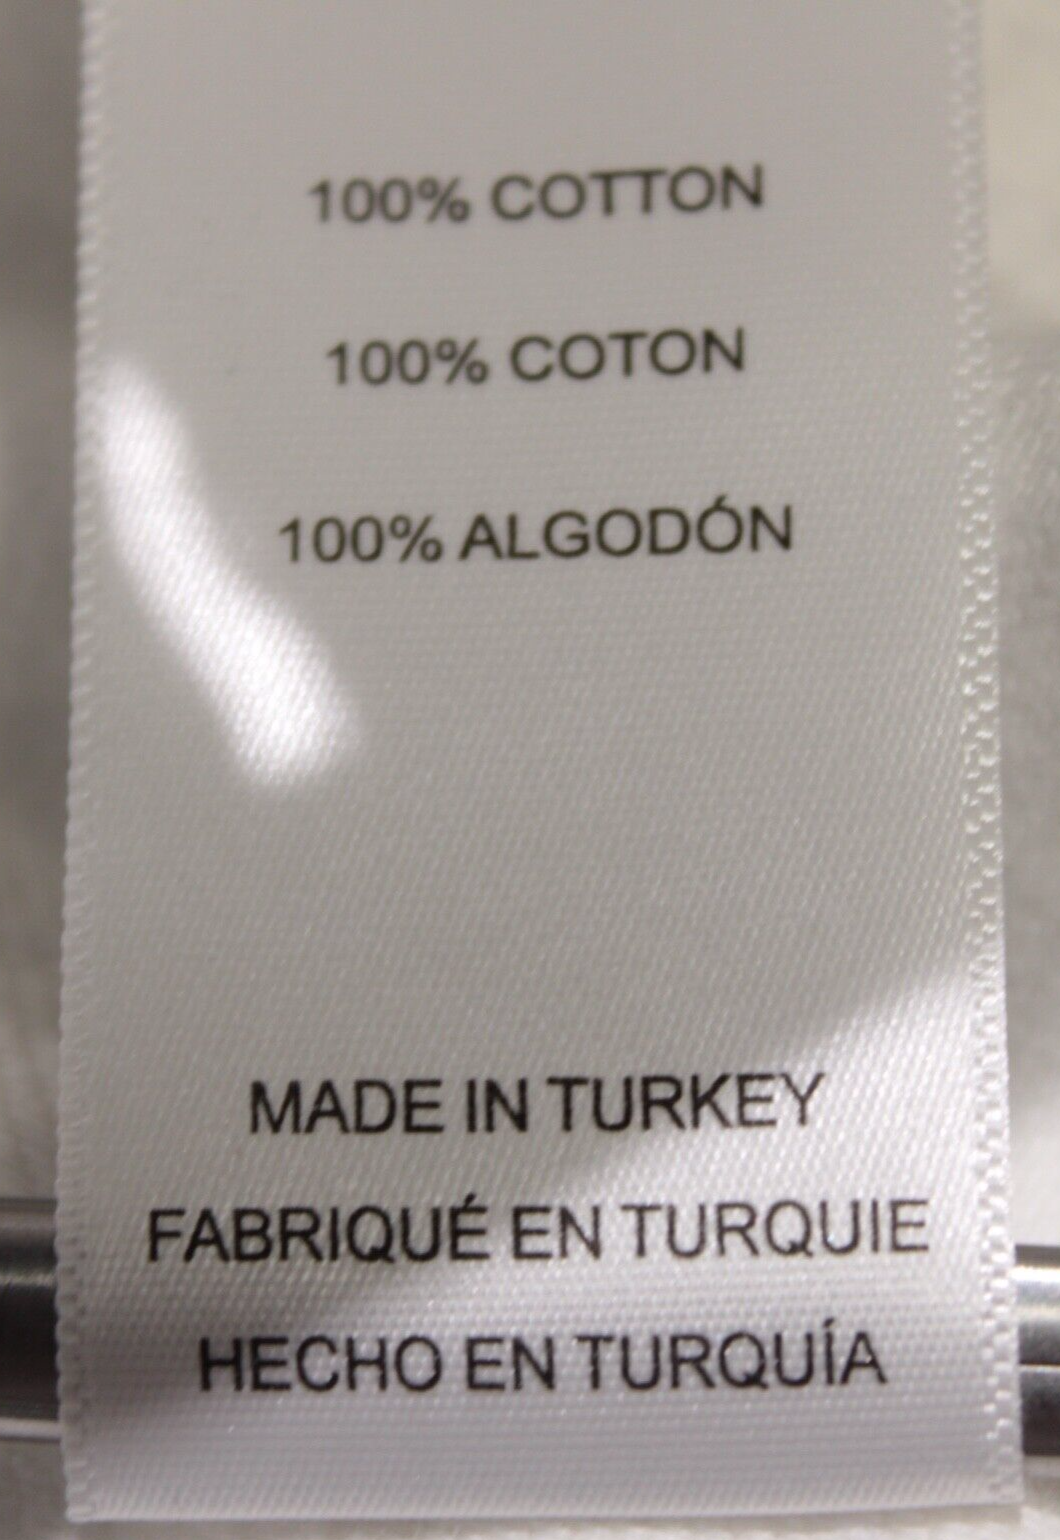 100% COTTON
100% COTON
100% ALGODÓN
MADE IN TURKEY
FABRIQUÉ EN TURQUIE
HECHO EN TURQUÍA